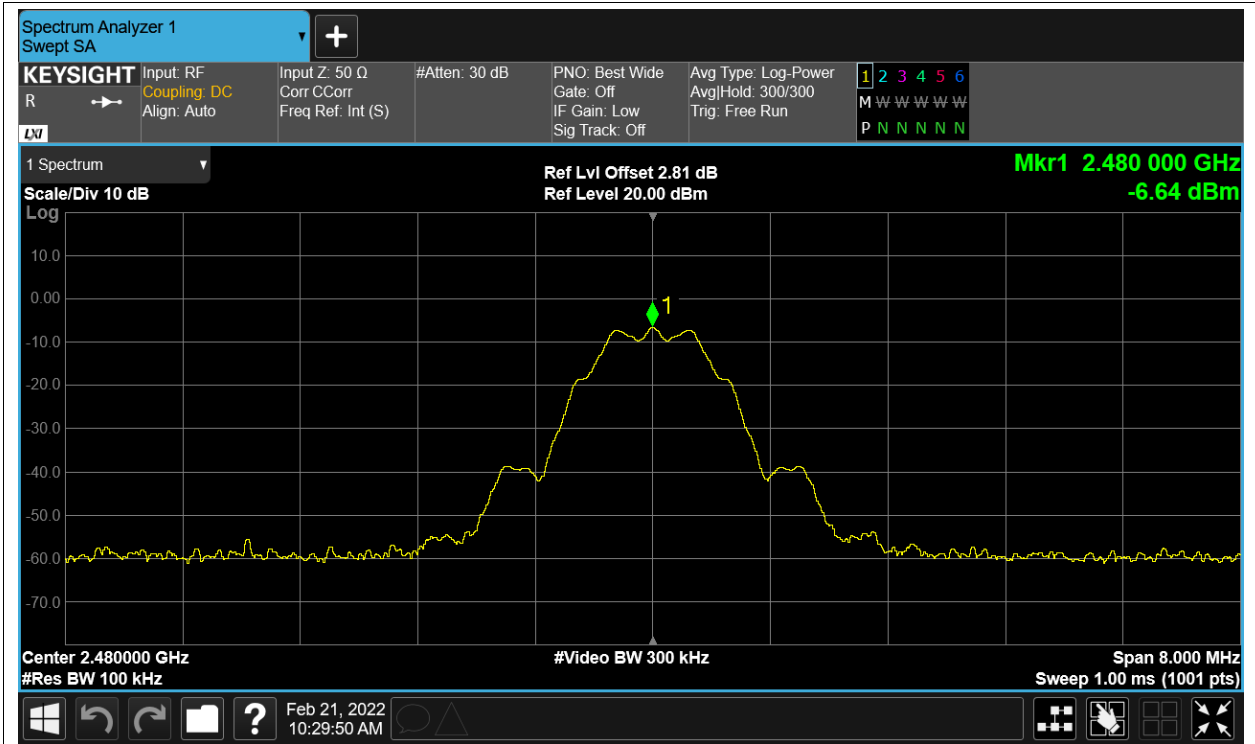 Spectrum Analyzer 1
Swept SA
KEYSIGHT
R
LXI
Input: RF
Coupling: DC
Align: Auto
Input Z: 50 Ω
Corr CCorr
Freq Ref: Int (S)
#Atten: 30 dB
PNO: Best Wide
Gate: Off
IF Gain: Low
Sig Track: Off
Avg Type: Log-Power
Avg|Hold: 300/300
Trig: Free Run
1 2 3 4 5 6
M W W W W W
P N N N N N
1 Spectrum
Scale/Div 10 dB
Log
Ref Lvl Offset 2.81 dB
Ref Level 20.00 dBm
Mkr1 2.480 000 GHz
-6.64 dBm
10.0
0.00
1
-10.0
-20.0
-30.0
-40.0
-50.0
-60.0
-70.0
Center 2.480000 GHz
#Video BW 300 kHz
Span 8.000 MHz
#Res BW 100 kHz
Sweep 1.00 ms (1001 pts)
?
Feb 21, 2022
10:29:50 AM